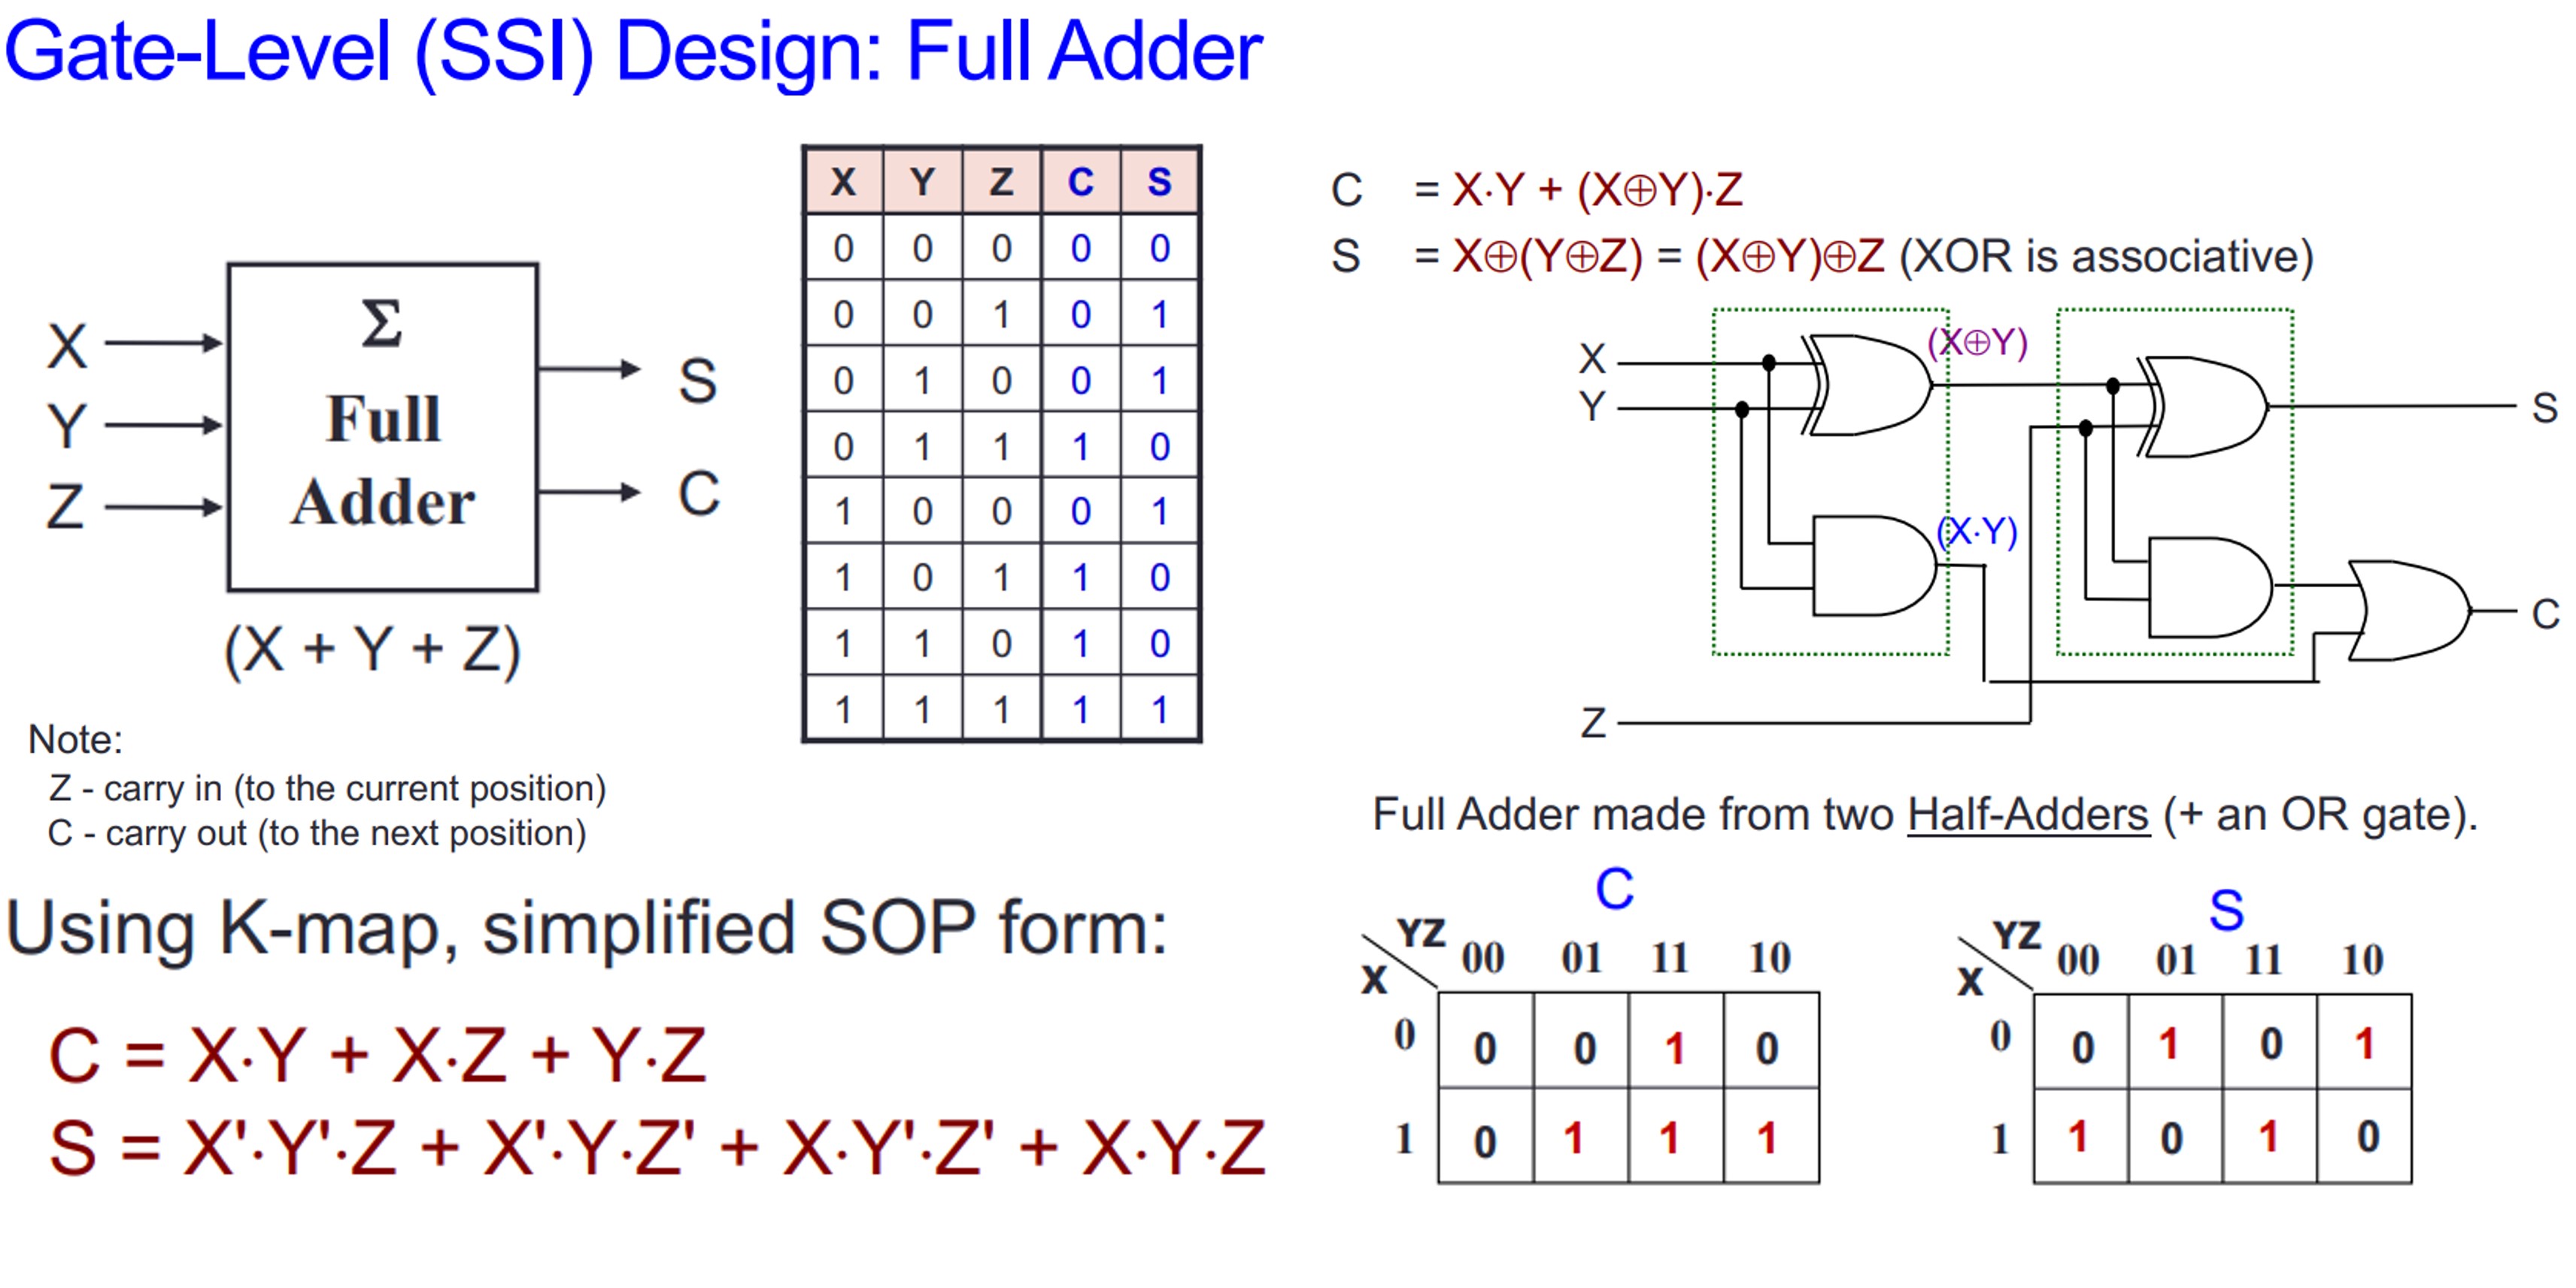 Gate-Level (SSI) Design: Full Adder
X
Y
Z
Σ
Full
Adder
S
C
(X + Y + Z)
Note:
Z - carry in (to the current position)
C - carry out (to the next position)
X Y Z C S
0 0 0 0 0
0 0 1 0 1
0 1 0 0 1
0 1 1 1 0
1 0 0 0 1
1 0 1 1 0
1 1 0 1 0
1 1 1 1 1
C = X·Y + (X⊕Y)·Z
S = X⊕(Y⊕Z) = (X⊕Y)⊕Z (XOR is associative)
X
Y
(X⊕Y)
(X·Y)
Z
S
C
Full Adder made from two Half-Adders (+ an OR gate).
Using K-map, simplified SOP form:
C = X·Y + X·Z + Y·Z
S = X'·Y'·Z + X'·Y·Z' + X·Y'·Z' + X·Y·Z
C
YZ 00 01 11 10
X
0 0 0 1 0
1 0 1 1 1
S
YZ 00 01 11 10
X
0 0 1 0 1
1 1 0 1 0